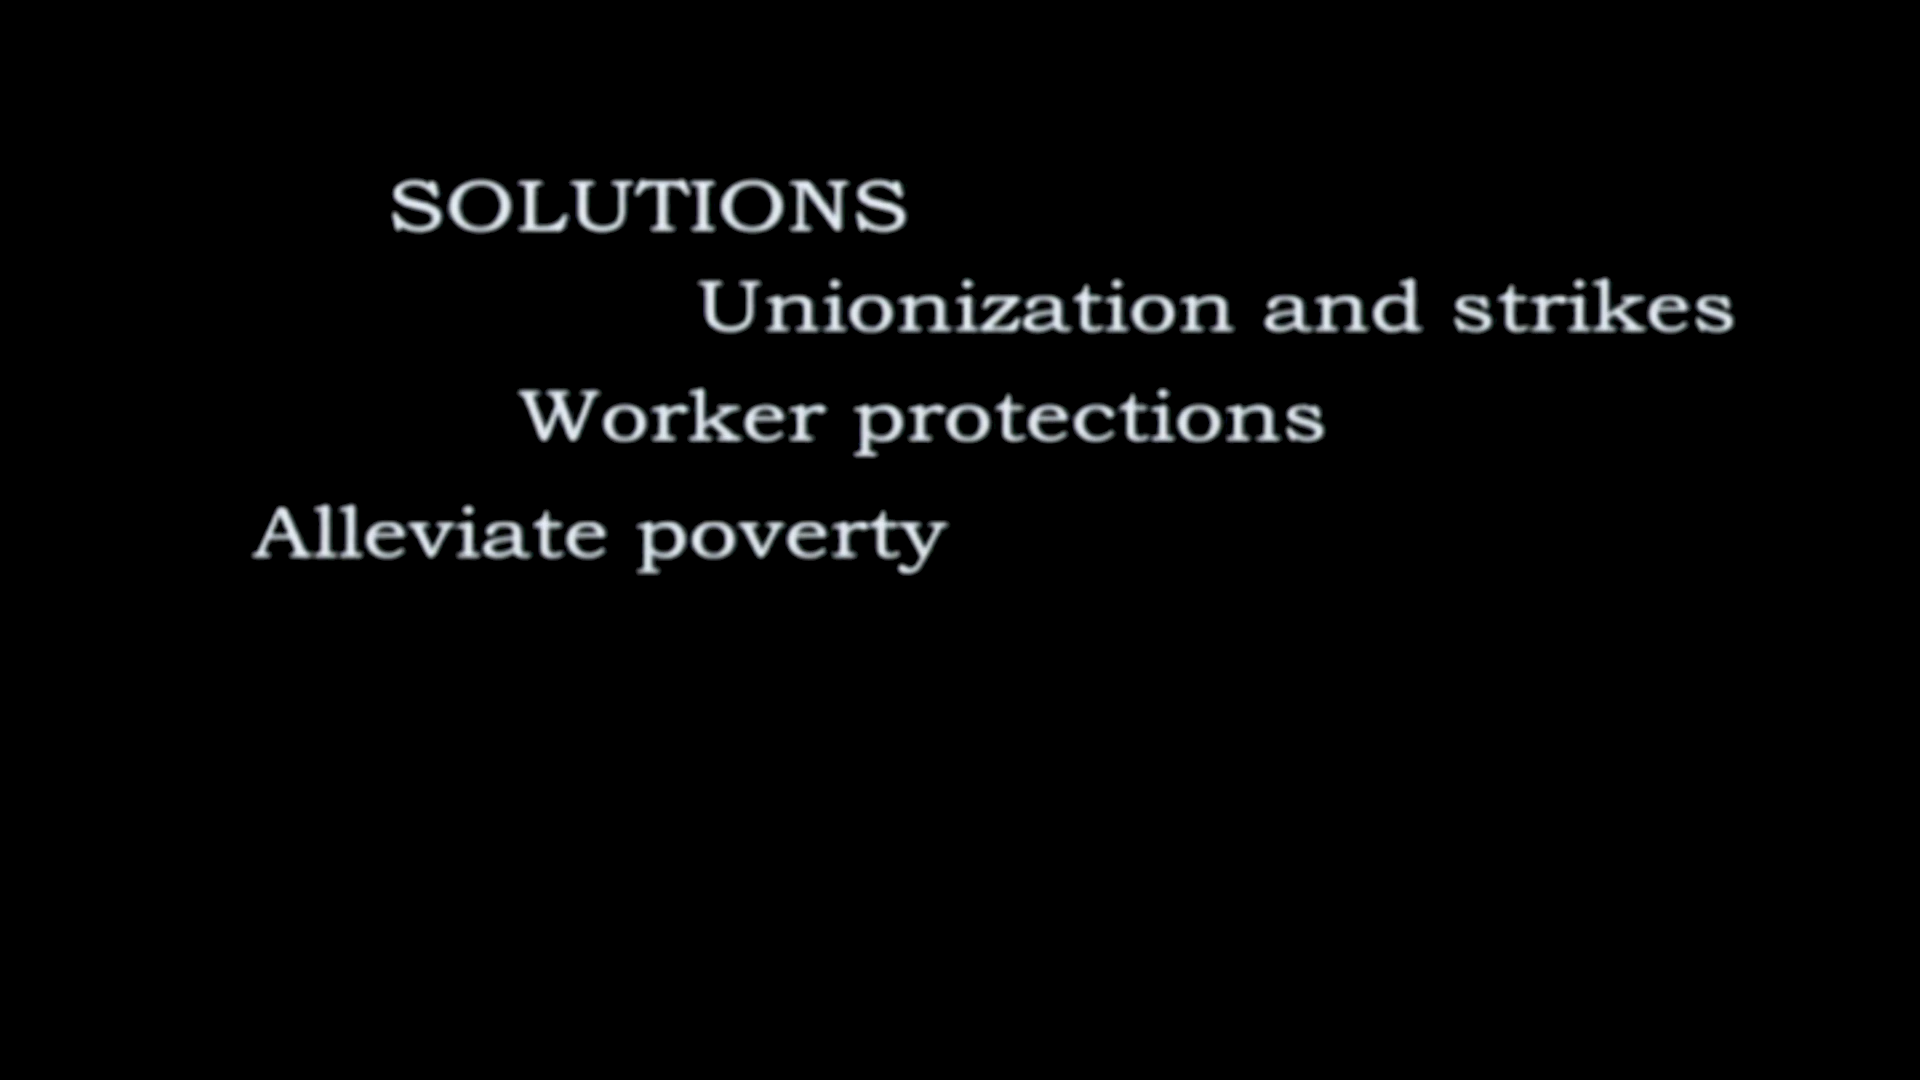 SOLUTIONS
Unionization and strikes
Worker protections
Alleviate poverty